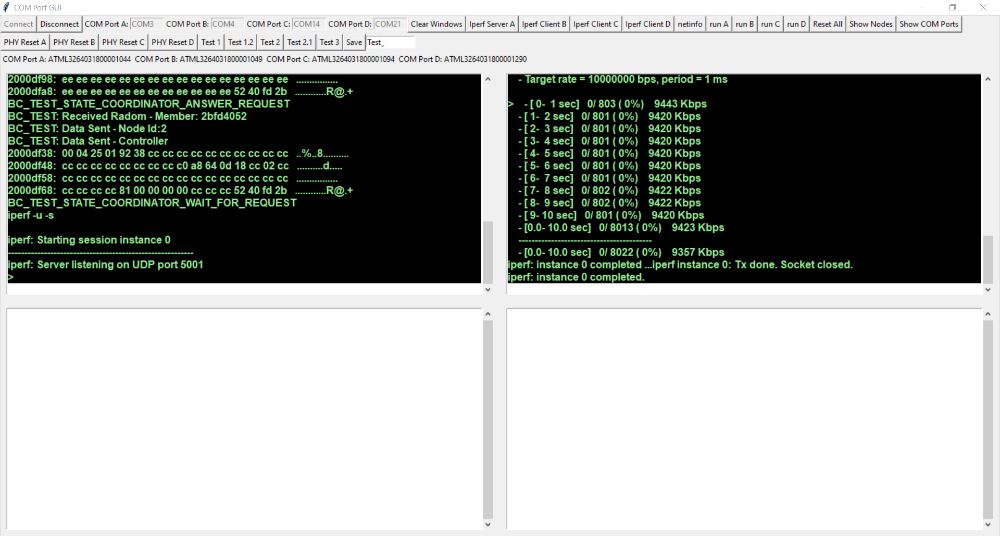 COM Port GUI
Connect Disconnect COM Port A: COM3 COM Port B: COM4 COM Port C: COM14 COM Port D: COM21 Clear Windows Iperf Server A Iperf Client B Iperf Client C Iperf Client D netinfo run A run B run C run D Reset All Show Nodes Show COM Ports
PHY Reset A PHY Reset B PHY Reset C PHY Reset D Test 1 Test 1.2 Test 2 Test 2.1 Test 3 Save Test_
COM Port A: ATML3264031800001044 COM Port B: ATML3264031800001049 COM Port C: ATML3264031800001094 COM Port D: ATML3264031800001290
2000df98: ee ee ee ee ee ee ee ee ee ee ee ee ee ee ee ee ................
2000dfa8: ee ee ee ee ee ee ee ee ee ee ee ee 52 40 fd 2b ............R@.+
BC_TEST_STATE_COORDINATOR_ANSWER_REQUEST
BC_TEST: Received Radom - Member: 2bfd4052
BC_TEST: Data Sent - Node Id:2
BC_TEST: Data Sent - Controller
2000df38: 00 04 25 01 92 38 cc cc cc cc cc cc cc cc cc cc ..%..8..........
2000df48: cc cc cc cc cc cc cc cc c0 a8 64 0d 18 cc 02 cc ..........d.....
2000df58: cc cc cc cc cc cc cc cc cc cc cc cc cc cc cc cc ................
2000df68: cc cc cc cc 81 00 00 00 00 cc cc cc 52 40 fd 2b ............R@.+
BC_TEST_STATE_COORDINATOR_WAIT_FOR_REQUEST
iperf -u -s
iperf: Starting session instance 0
---------------------------------------------------------
iperf: Server listening on UDP port 5001
>
- Target rate = 10000000 bps, period = 1 ms
> - [ 0- 1 sec] 0/ 803 ( 0%) 9443 Kbps
- [ 1- 2 sec] 0/ 801 ( 0%) 9420 Kbps
- [ 2- 3 sec] 0/ 801 ( 0%) 9420 Kbps
- [ 3- 4 sec] 0/ 801 ( 0%) 9420 Kbps
- [ 4- 5 sec] 0/ 801 ( 0%) 9420 Kbps
- [ 5- 6 sec] 0/ 801 ( 0%) 9420 Kbps
- [ 6- 7 sec] 0/ 801 ( 0%) 9420 Kbps
- [ 7- 8 sec] 0/ 802 ( 0%) 9422 Kbps
- [ 8- 9 sec] 0/ 802 ( 0%) 9422 Kbps
- [ 9- 10 sec] 0/ 801 ( 0%) 9420 Kbps
- [0.0- 10.0 sec] 0/ 8013 ( 0%) 9423 Kbps
-----------------------------------------
- [0.0- 10.0 sec] 0/ 8022 ( 0%) 9357 Kbps
iperf: instance 0 completed ...iperf instance 0: Tx done. Socket closed.
iperf: instance 0 completed.